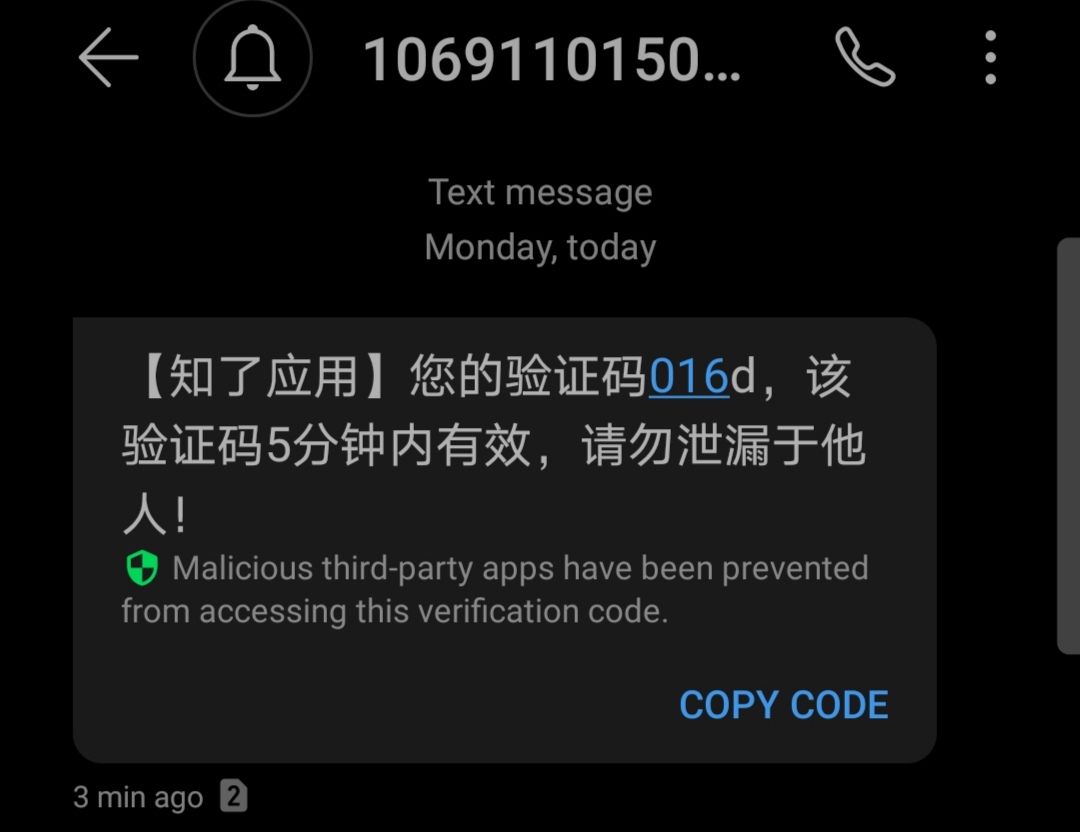 1069110150...
Text message
Monday, today
【知了应用】您的验证码016d，该
验证码5分钟内有效，请勿泄漏于他
人！
Malicious third-party apps have been prevented
from accessing this verification code.
COPY CODE
3 min ago 2